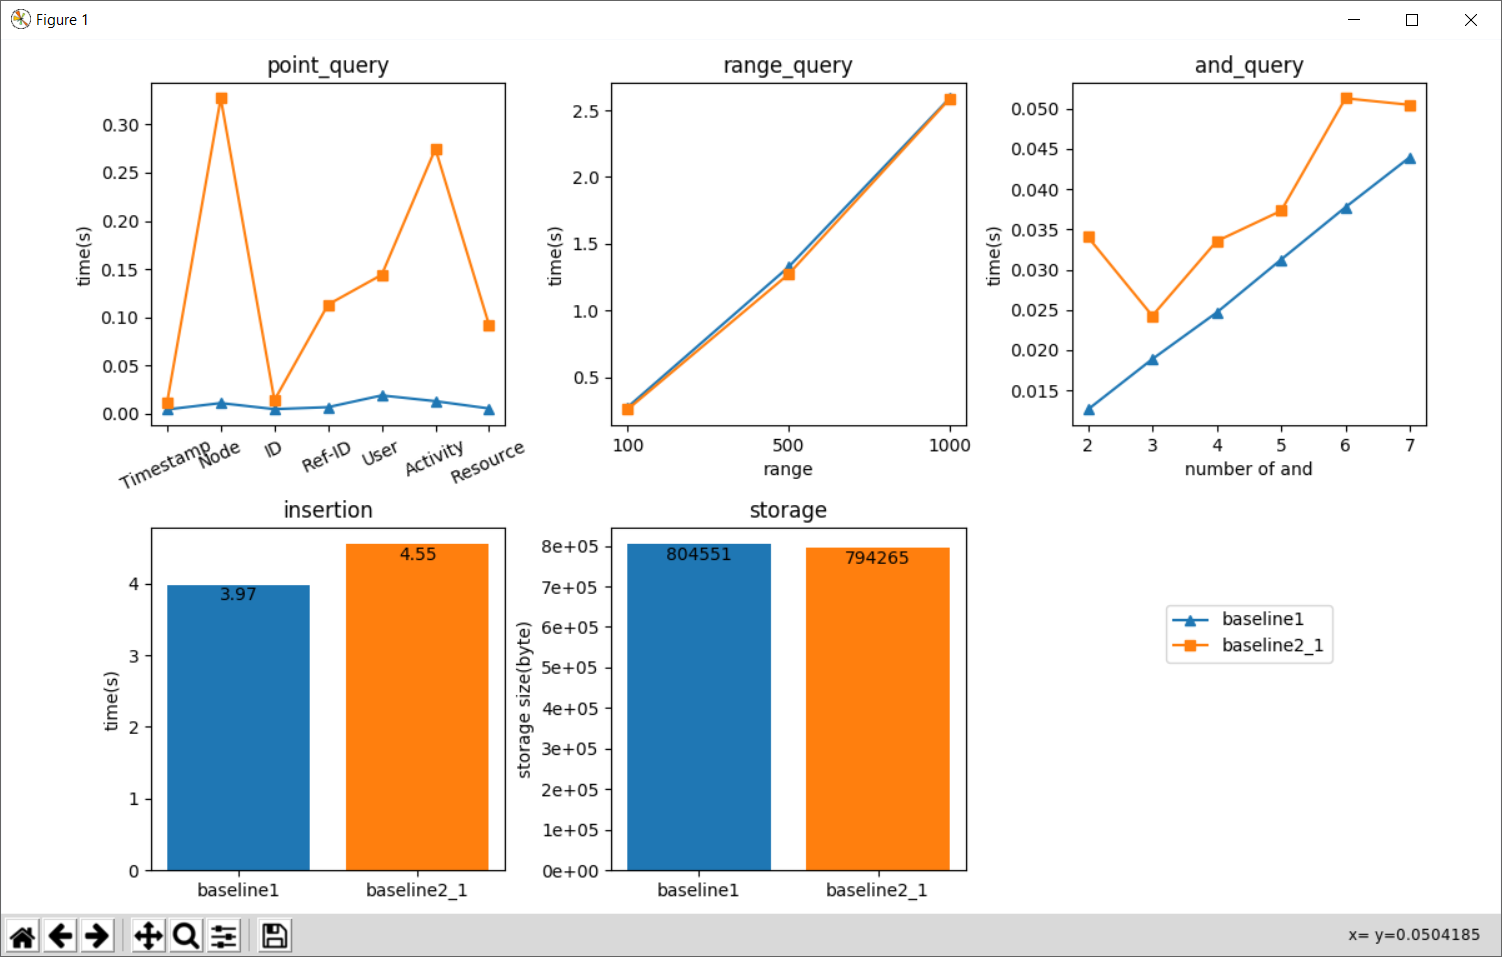 Figure 1
point_query
time(s)
0.30
0.25
0.20
0.15
0.10
0.05
0.00
Timestamp Node ID Ref-ID User Activity Resource
range_query
time(s)
2.5
2.0
1.5
1.0
0.5
100 500 1000
range
and_query
time(s)
0.050
0.045
0.040
0.035
0.030
0.025
0.020
0.015
2 3 4 5 6 7
number of and
insertion
time(s)
4
3
2
1
0
3.97
4.55
baseline1 baseline2_1
storage
storage size(byte)
8e+05
7e+05
6e+05
5e+05
4e+05
3e+05
2e+05
1e+05
0e+00
804551
794265
baseline1 baseline2_1
baseline1
baseline2_1
x= y=0.0504185